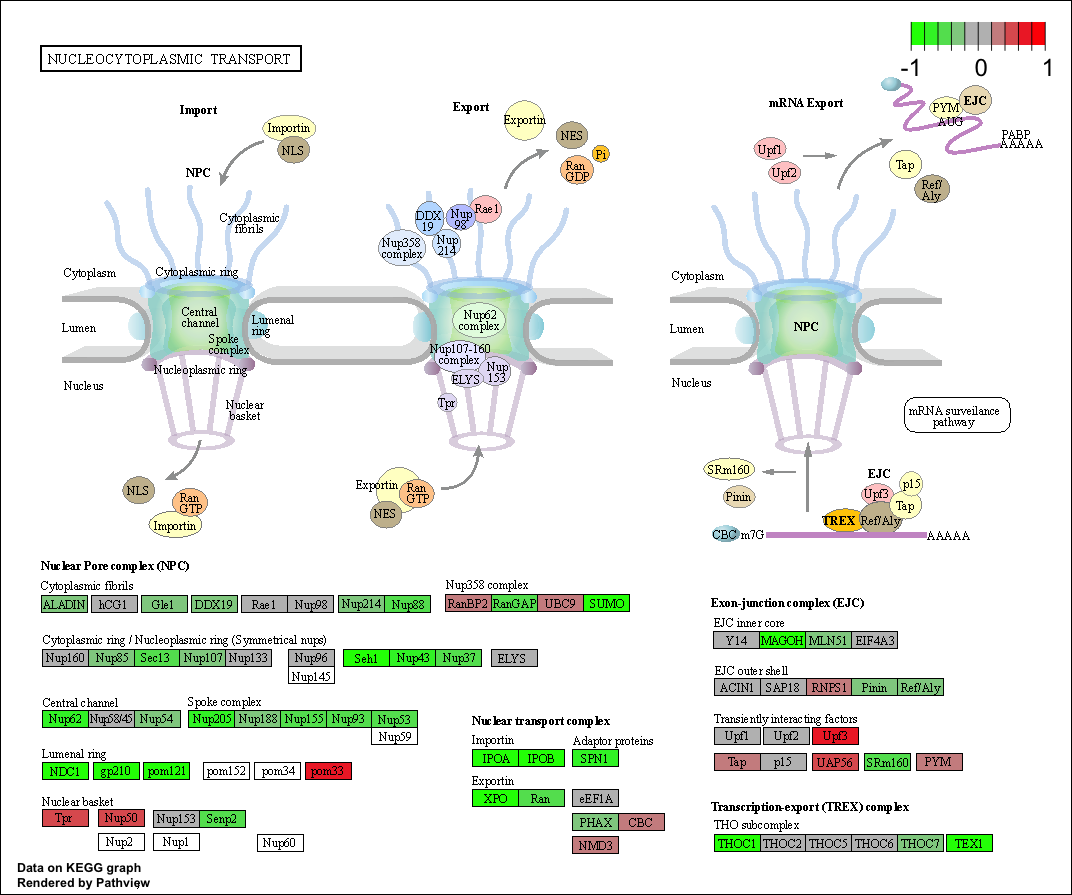 NUCLEOCYTOPLASMIC TRANSPORT
-1 0 1
Import
Importin
NLS
NPC
Cytoplasmic
fibrils
Cytoplasm
Cytoplasmic ring
Lumen
Central
channel
Lumenal
ring
Spoke
complex
Nucleoplasmic ring
Nucleus
Nuclear
basket
NLS
Ran
GTP
Importin
Export
Exportin
NES
Pi
Ran
GDP
DDX
19
Nup
98
Rae1
Nup358
complex
Nup
214
Nup62
complex
Nup107-160
complex
Nup
153
ELYS
Tpr
Exportin
Ran
GTP
NES
mRNA Export
PYM
EJC
AUG
PABP
AAAAA
Upf1
Upf2
Tap
Ref/
Aly
Cytoplasm
Lumen
NPC
Nucleus
mRNA surveilance
pathway
SRm160
Pinin
EJC
Upf3
p15
Tap
TREX
Ref/Aly
CBC
m7G
AAAAA
Nuclear Pore complex (NPC)
Cytoplasmic fibrils
ALADIN hCG1 Gle1 DDX19 Rae1 Nup98 Nup214 Nup88
Nup358 complex
RanBP2 RanGAP UBC9 SUMO
Cytoplasmic ring / Nucleoplasmic ring (Symmetrical nups)
Nup160 Nup85 Sec13 Nup107 Nup133 Nup96 Seh1 Nup43 Nup37 ELYS
Nup145
Central channel
Nup62 Nup58/45 Nup54
Spoke complex
Nup205 Nup188 Nup155 Nup93 Nup53
Nup59
Lumenal ring
NDC1 gp210 pom121 pom152 pom34 pom33
Nuclear basket
Tpr Nup50 Nup153 Senp2
Nup2 Nup1 Nup60
Nuclear transport complex
Importin
IPOA IPOB
Adaptor proteins
SPN1
Exportin
XPO Ran eEF1A
PHAX CBC
NMD3
Exon-junction complex (EJC)
EJC inner core
Y14 MAGOH MLN51 EIF4A3
EJC outer shell
ACIN1 SAP18 RNPS1 Pinin Ref/Aly
Transiently interacting factors
Upf1 Upf2 Upf3
Tap p15 UAP56 SRm160 PYM
Transcription-export (TREX) complex
THO subcomplex
THOC1 THOC2 THOC5 THOC6 THOC7 TEX1
Data on KEGG graph
Rendered by Pathview